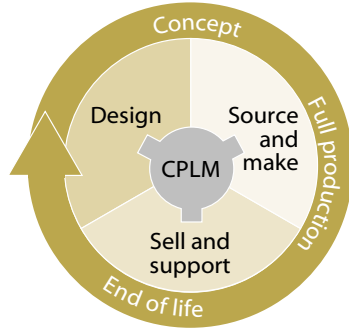 Concept
Design
Source
and
make
Full production
CPLM
Sell and
support
End of life